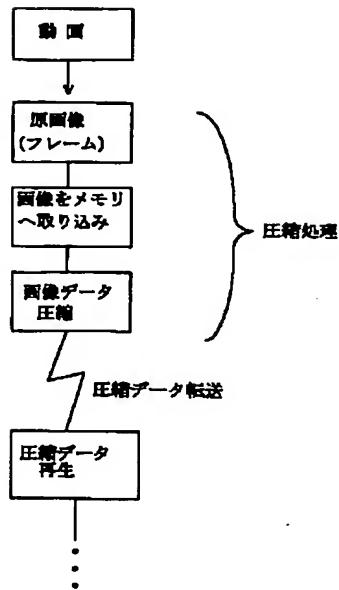 動 画
原画像
(フレーム)
画像をメモリ
へ取り込み
画像データ
圧縮
圧縮処理
圧縮データ転送
圧縮データ
再生